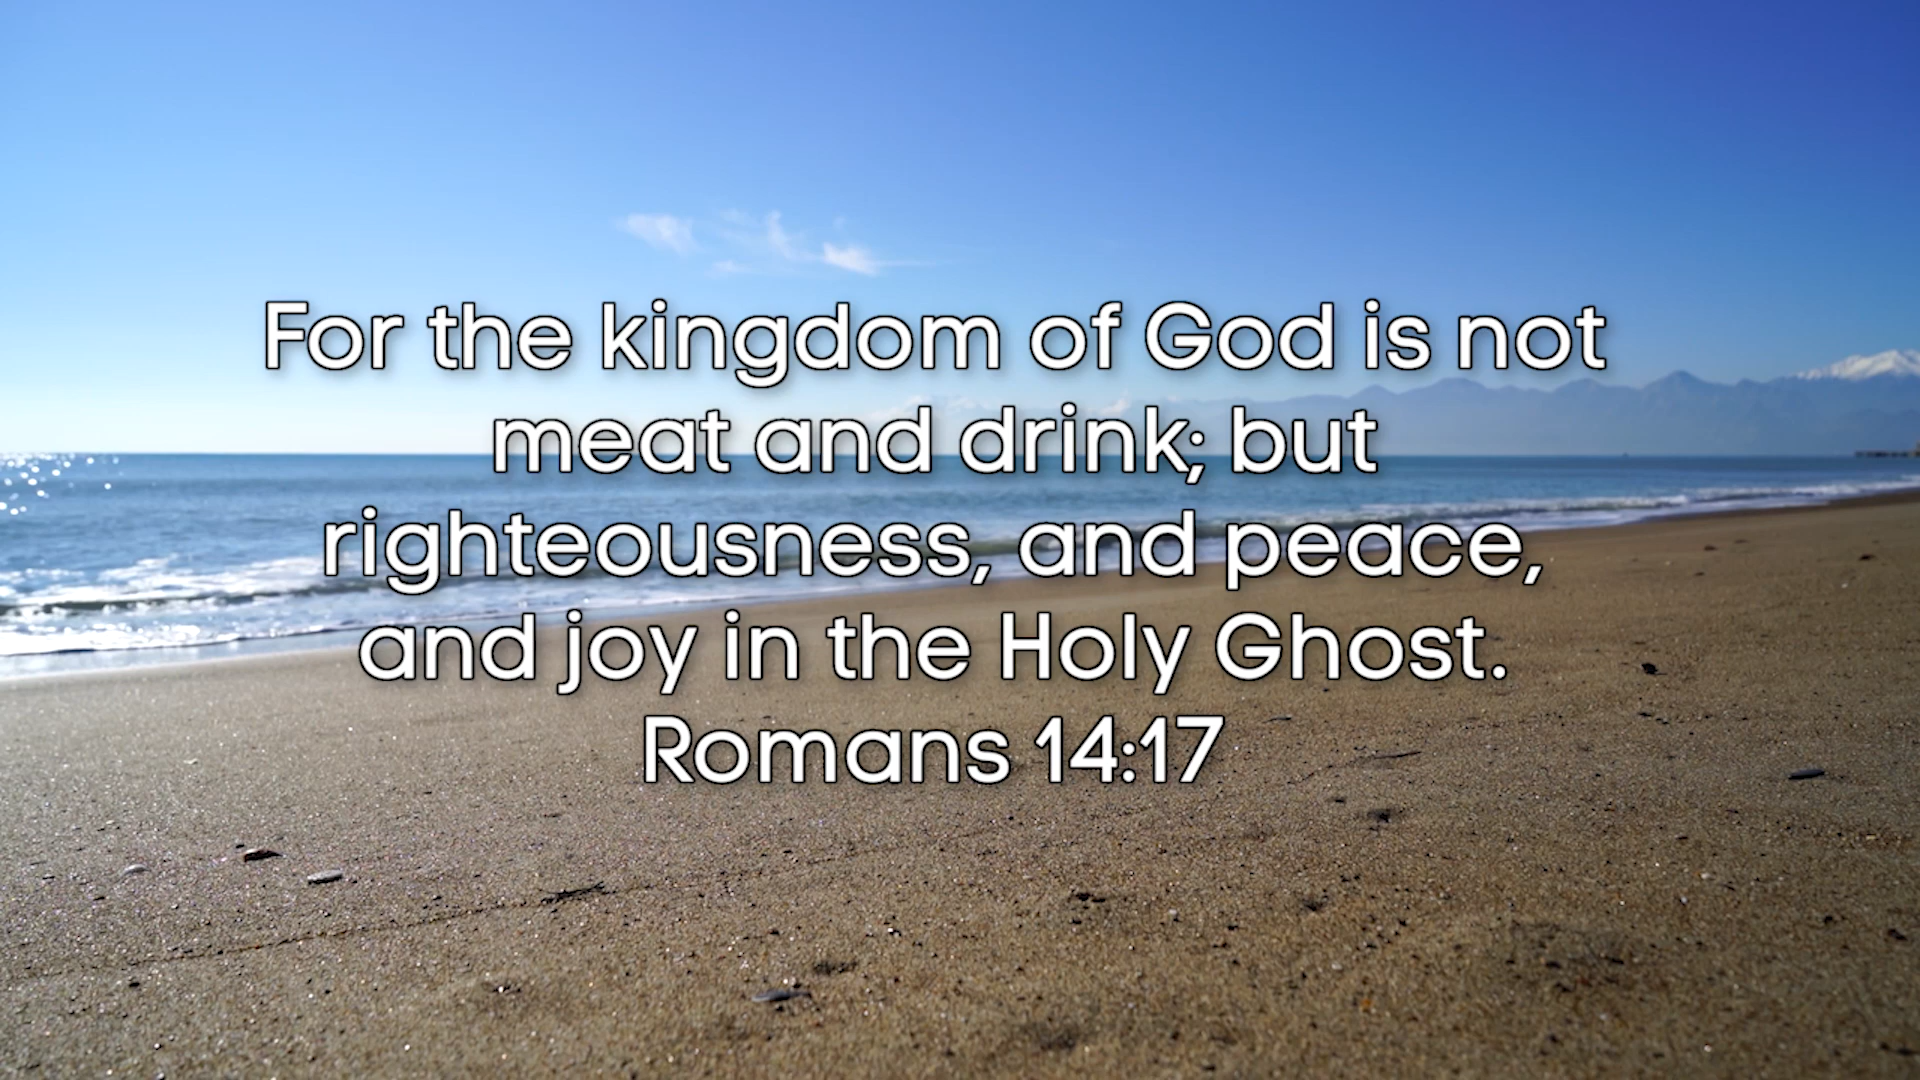 For the kingdom of God is not
meat and drink; but
righteousness, and peace,
and joy in the Holy Ghost.
Romans 14:17